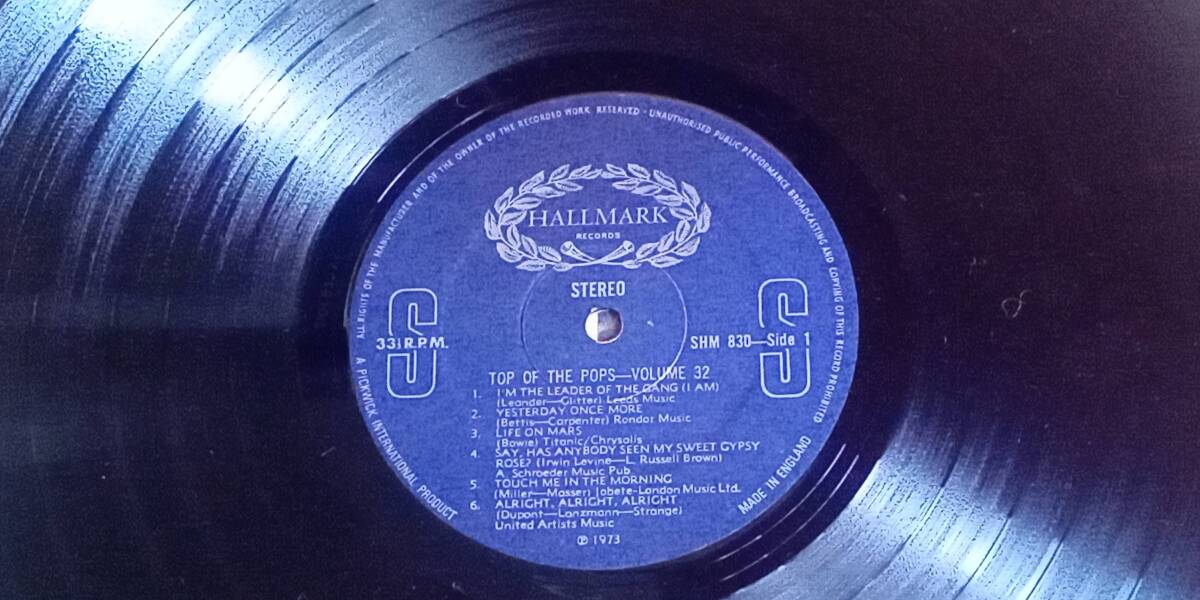 ALL RIGHTS OF THE MANUFACTURER AND OF THE OWNER OF THE RECORDED WORK RESERVED - UNAUTHORISED PUBLIC PERFORMANCE BROADCASTING AND COPYING OF THIS RECORD PROHIBITED
HALLMARK
RECORDS
STEREO
S S
33⅓ R.P.M. SHM 830—Side 1
TOP OF THE POPS—VOLUME 32
1. I'M THE LEADER OF THE GANG (I AM)
(Leander—Glitter) Leeds Music
2. YESTERDAY ONCE MORE
(Bettis—Carpenter) Rondor Music
3. LIFE ON MARS
(Bowie) Titanic/Chrysalis
4. SAY, HAS ANYBODY SEEN MY SWEET GYPSY
ROSE? (Irwin Levine—L. Russell Brown)
A. Schroeder Music Pub.
5. TOUCH ME IN THE MORNING
(Miller—Masser) Jobete-London Music Ltd.
6. ALRIGHT, ALRIGHT, ALRIGHT
(Dupont—Lanzmann—Strange)
United Artists Music
℗ 1973
A PICKWICK INTERNATIONAL PRODUCT
MADE IN ENGLAND